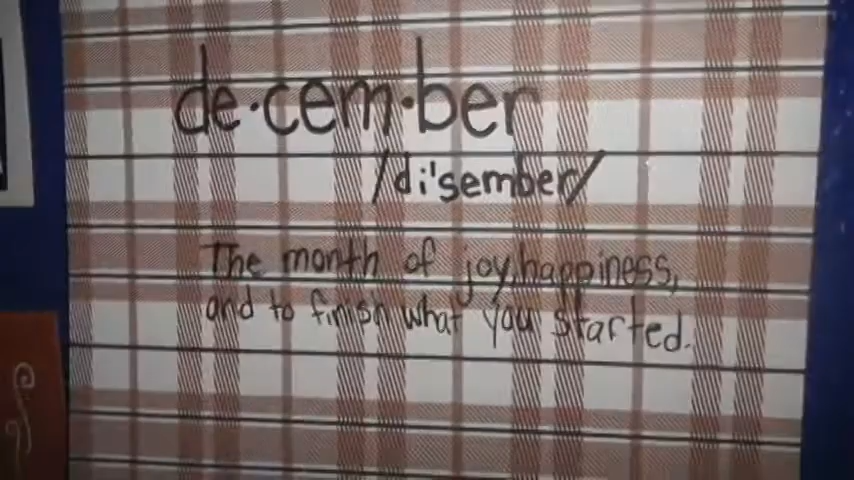 de·cem·ber
/di'sember/
The month of joy, happiness,
and to finish what you started.